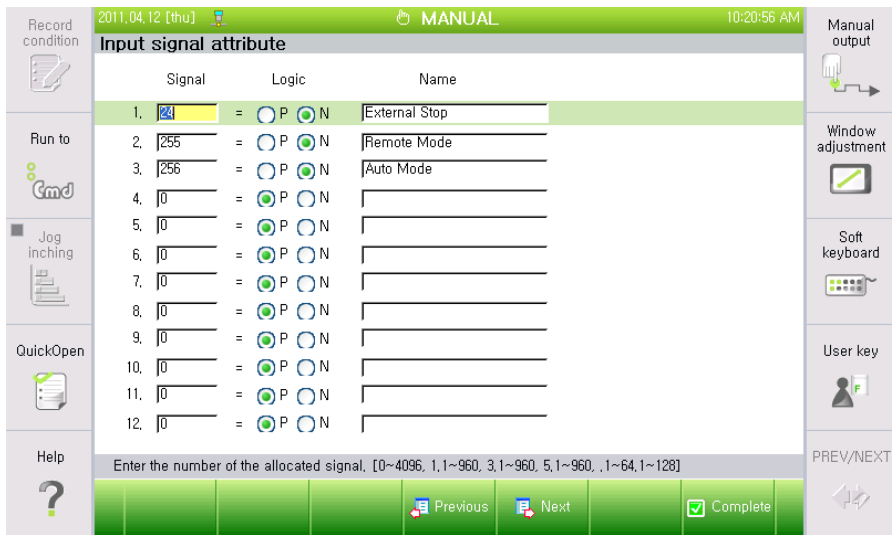 2011,04,12 [thu] MANUAL 10:20:56 AM
Input signal attribute
Signal Logic Name
1, 24 = P N External Stop
2, 255 = P N Remote Mode
3, 256 = P N Auto Mode
4, 0 = P N
5, 0 = P N
6, 0 = P N
7, 0 = P N
8, 0 = P N
9, 0 = P N
10, 0 = P N
11, 0 = P N
12, 0 = P N
Enter the number of the allocated signal, [0~4096, 1,1~960, 3,1~960, 5,1~960, ,1~64,1~128]
Previous Next Complete
Record
condition
Run to
Cmd
Jog
inching
QuickOpen
Help
?
Manual
output
Window
adjustment
Soft
keyboard
User key
F
PREV/NEXT